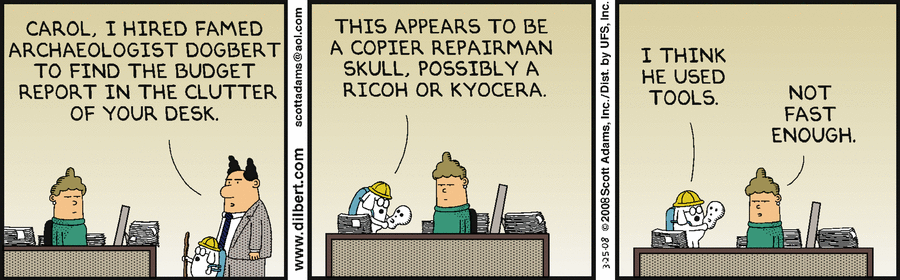 CAROL, I HIRED FAMED
ARCHAEOLOGIST DOGBERT
TO FIND THE BUDGET
REPORT IN THE CLUTTER
OF YOUR DESK.
www.dilbert.com
scottadams@aol.com
THIS APPEARS TO BE
A COPIER REPAIRMAN
SKULL, POSSIBLY A
RICOH OR KYOCERA.
3-25-08 ©2008 Scott Adams, Inc./Dist. by UFS, Inc.
I THINK
HE USED
TOOLS.
NOT
FAST
ENOUGH.